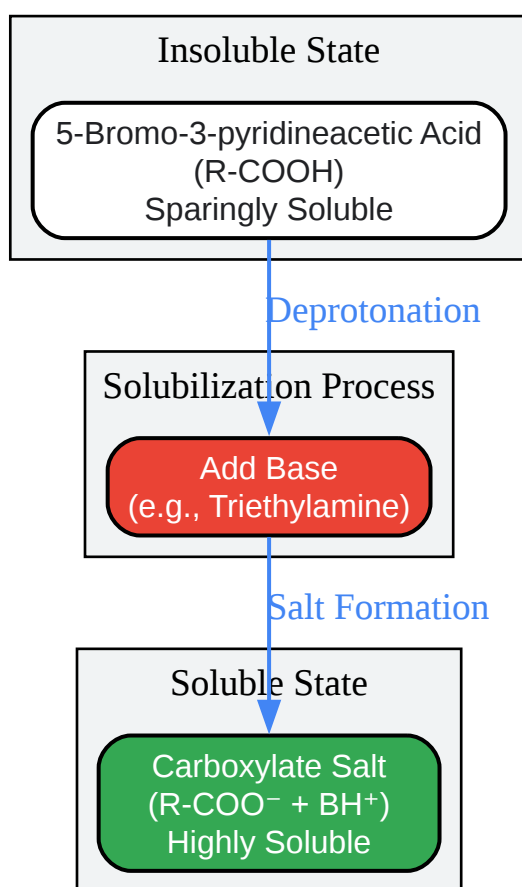 Insoluble State
5-Bromo-3-pyridineacetic Acid
(R-COOH)
Sparingly Soluble
Deprotonation
Solubilization Process
Add Base
(e.g., Triethylamine)
Salt Formation
Soluble State
Carboxylate Salt
(R-COO⁻ + BH⁺)
Highly Soluble